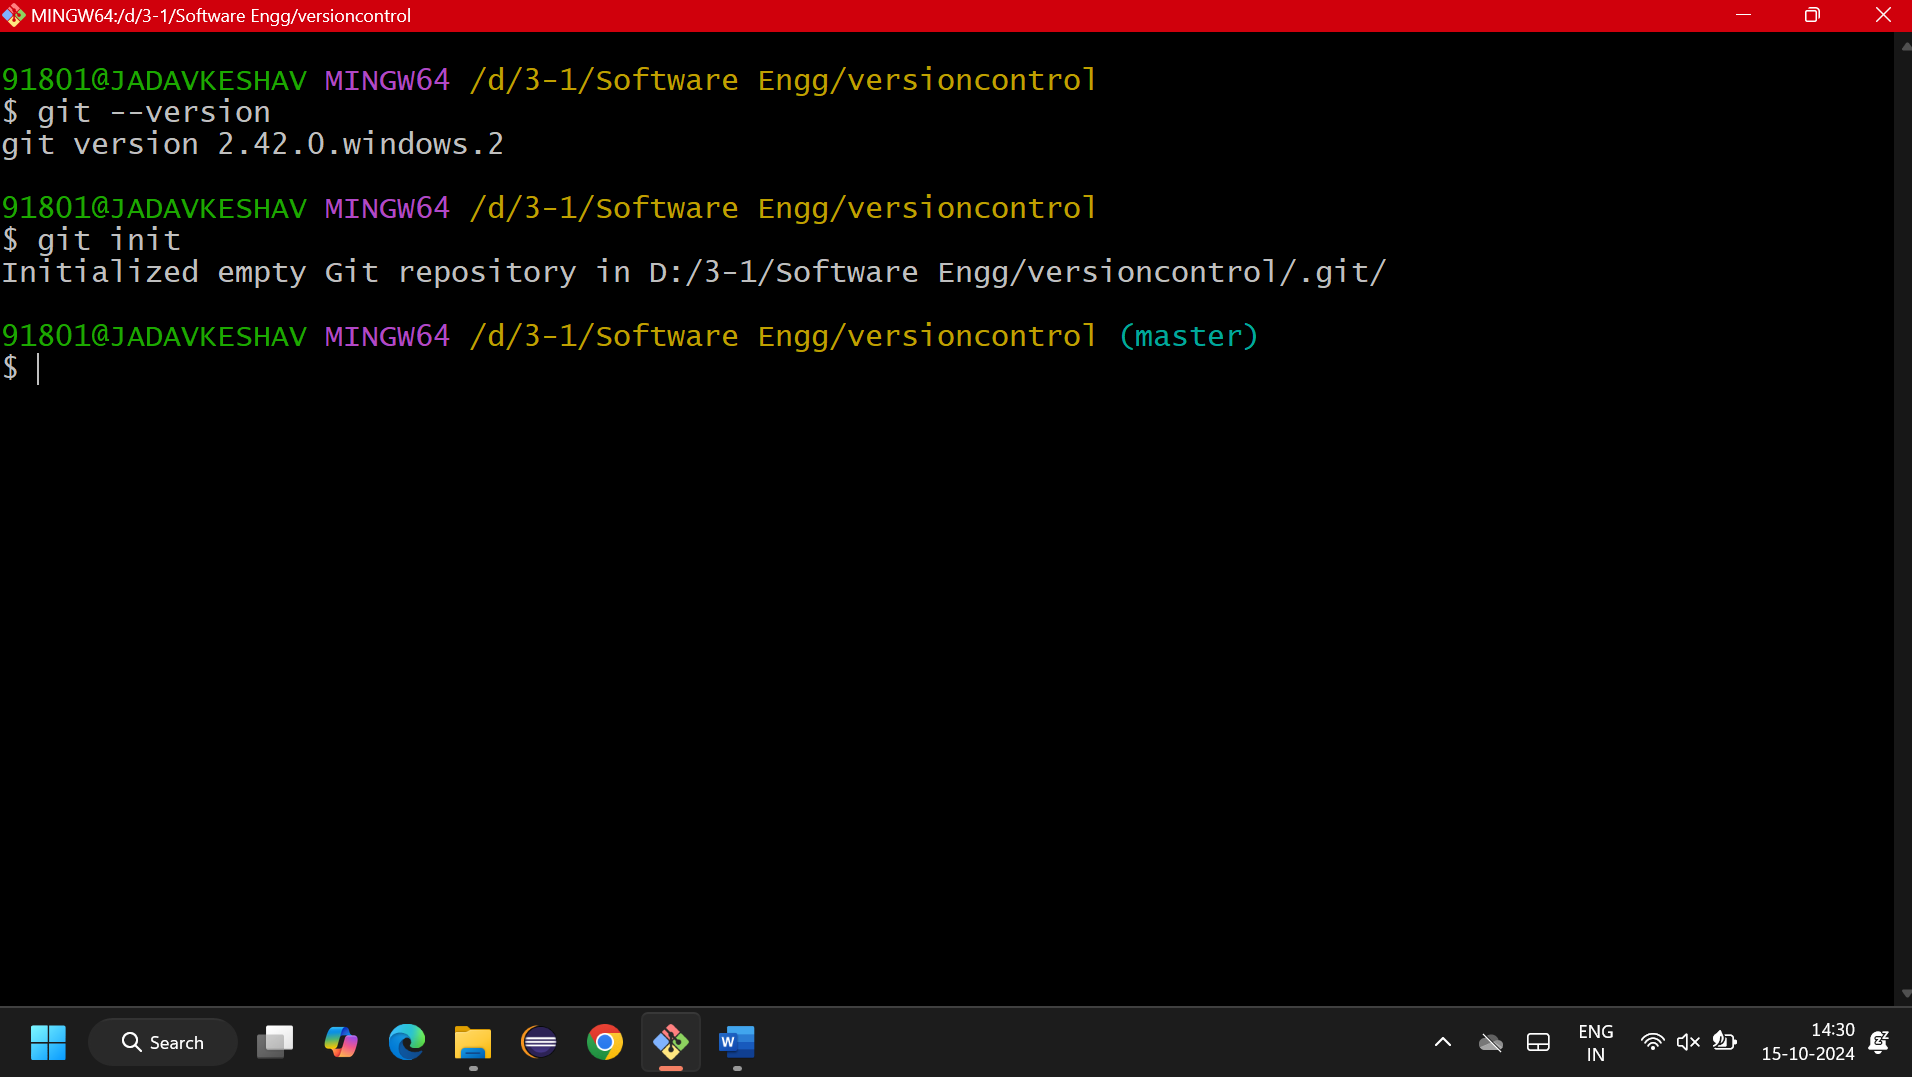 MINGW64:/d/3-1/Software Engg/versioncontrol
91801@JADAVKESHAV MINGW64 /d/3-1/Software Engg/versioncontrol
$ git --version
git version 2.42.0.windows.2
91801@JADAVKESHAV MINGW64 /d/3-1/Software Engg/versioncontrol
$ git init
Initialized empty Git repository in D:/3-1/Software Engg/versioncontrol/.git/
91801@JADAVKESHAV MINGW64 /d/3-1/Software Engg/versioncontrol (master)
$
Search
W
ENG
IN
14:30
15-10-2024